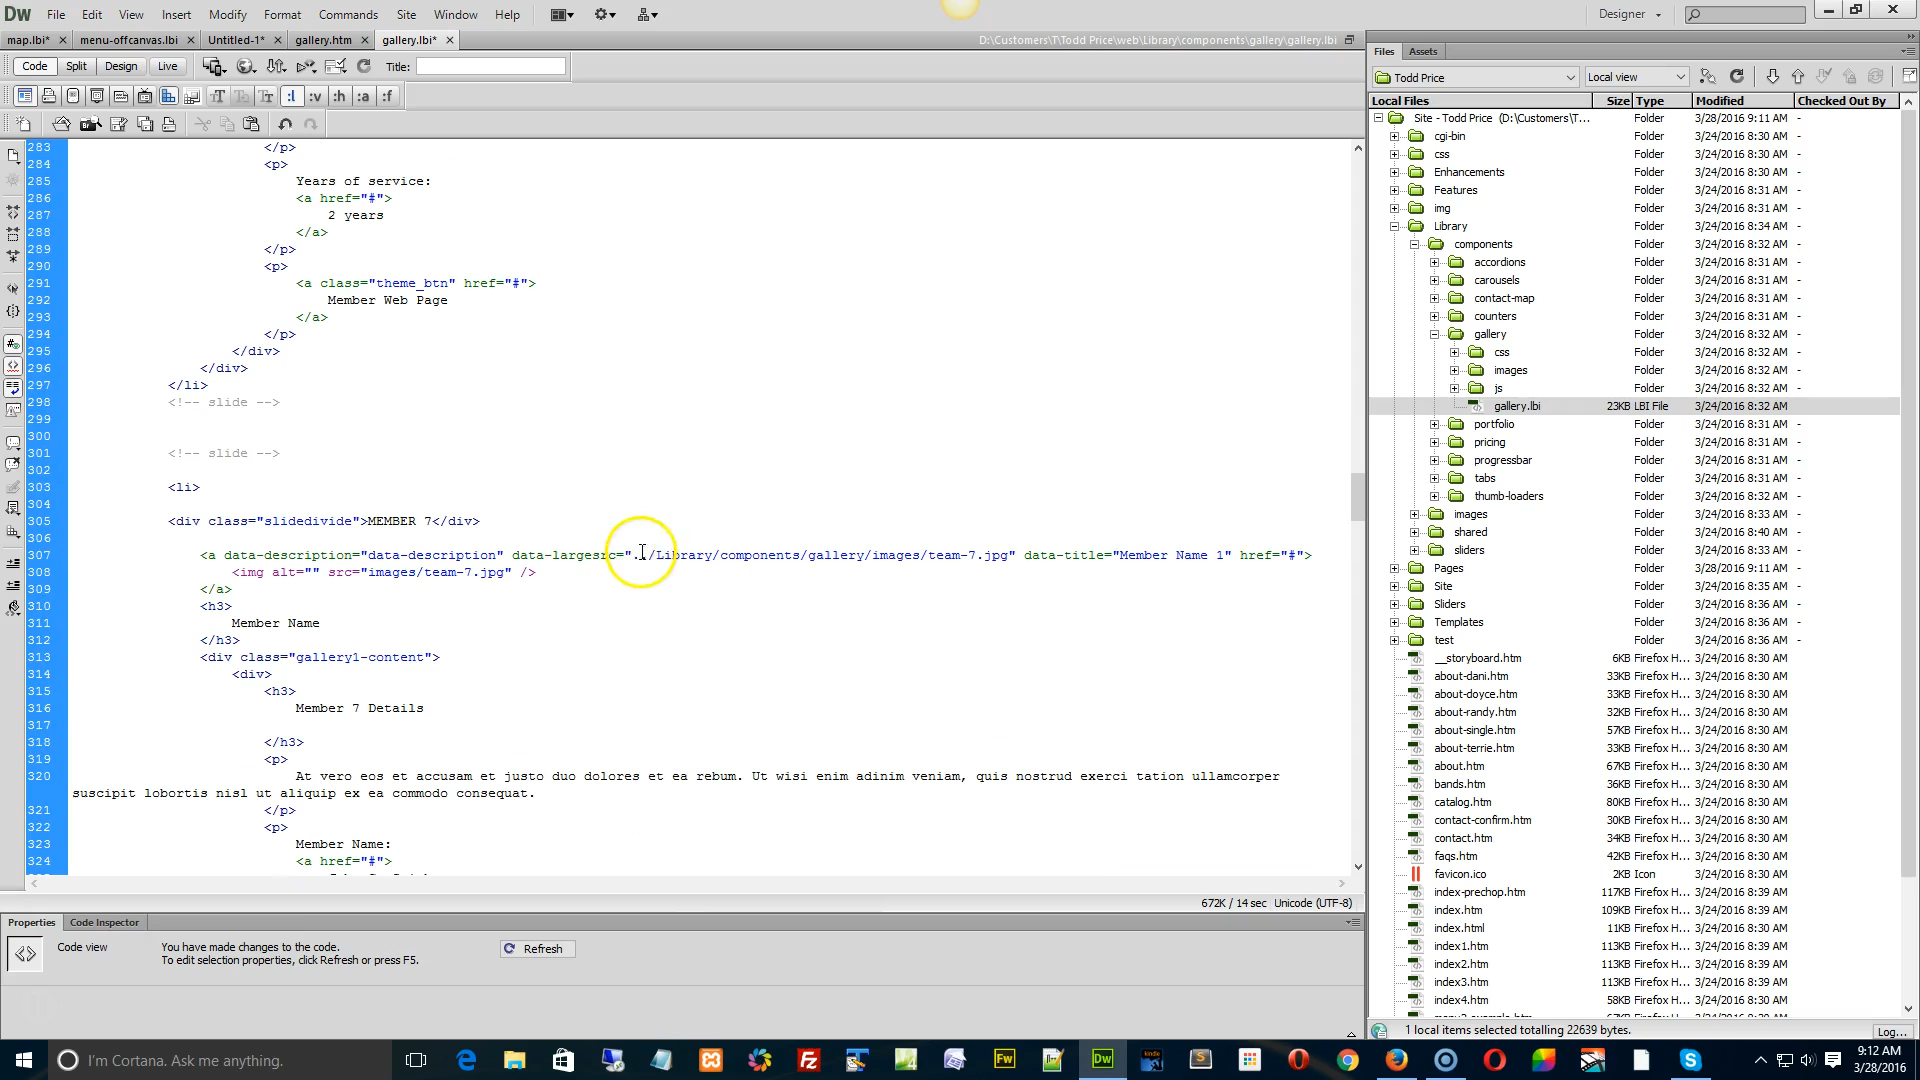 Dw File Edit View Insert Modify Format Commands Site Window Help
Designer
map.lbi* × menu-offcanvas.lbi × Untitled-1* × gallery.htm × gallery.lbi* ×
D:\Customers\T\Todd Price\web\Library\components\gallery\gallery.lbi
Code Split Design Live Title:
283 </p>
284 <p>
285 Years of service:
286 <a href="#">
287 2 years
288 </a>
289 </p>
290 <p>
291 <a class="theme_btn" href="#">
292 Member Web Page
293 </a>
294 </p>
295 </div>
296 </div>
297 </li>
298 <!-- slide -->
299
300
301 <!-- slide -->
302
303 <li>
304
305 <div class="slidedivide">MEMBER 7</div>
306
307 <a data-description="data-description" data-largesrc="../Library/components/gallery/images/team-7.jpg" data-title="Member Name 1" href="#">
308 <img alt="" src="images/team-7.jpg" />
309 </a>
310 <h3>
311 Member Name
312 </h3>
313 <div class="gallery1-content">
314 <div>
315 <h3>
316 Member 7 Details
317
318 </h3>
319 <p>
320 At vero eos et accusam et justo duo dolores et ea rebum. Ut wisi enim adinim veniam, quis nostrud exerci tation ullamcorper
suscipit lobortis nisl ut aliquip ex ea commodo consequat.
321 </p>
322 <p>
323 Member Name:
324 <a href="#">
672K / 14 sec Unicode (UTF-8)
Properties Code Inspector
Code view
You have made changes to the code.
To edit selection properties, click Refresh or press F5.
Refresh
Files Assets
Todd Price Local view
Local Files Size Type Modified Checked Out By
Site - Todd Price (D:\Customers\T... Folder 3/28/2016 9:11 AM -
cgi-bin Folder 3/24/2016 8:30 AM -
css Folder 3/24/2016 8:30 AM -
Enhancements Folder 3/24/2016 8:30 AM -
Features Folder 3/24/2016 8:31 AM -
img Folder 3/24/2016 8:31 AM -
Library Folder 3/24/2016 8:34 AM -
components Folder 3/24/2016 8:32 AM -
accordions Folder 3/24/2016 8:31 AM -
carousels Folder 3/24/2016 8:31 AM -
contact-map Folder 3/24/2016 8:31 AM -
counters Folder 3/24/2016 8:31 AM -
gallery Folder 3/24/2016 8:32 AM -
css Folder 3/24/2016 8:32 AM -
images Folder 3/24/2016 8:32 AM -
js Folder 3/24/2016 8:32 AM -
gallery.lbi 23KB LBI File 3/24/2016 8:32 AM -
portfolio Folder 3/24/2016 8:31 AM -
pricing Folder 3/24/2016 8:31 AM -
progressbar Folder 3/24/2016 8:31 AM -
tabs Folder 3/24/2016 8:31 AM -
thumb-loaders Folder 3/24/2016 8:31 AM -
images Folder 3/24/2016 8:31 AM -
shared Folder 3/24/2016 8:40 AM -
sliders Folder 3/24/2016 8:31 AM -
Pages Folder 3/28/2016 9:11 AM -
Site Folder 3/24/2016 8:35 AM -
Sliders Folder 3/24/2016 8:36 AM -
Templates Folder 3/24/2016 8:36 AM -
test Folder 3/24/2016 8:36 AM -
__storyboard.htm 6KB Firefox H... 3/24/2016 8:30 AM -
about-dani.htm 33KB Firefox H... 3/24/2016 8:30 AM -
about-doyce.htm 33KB Firefox H... 3/24/2016 8:30 AM -
about-randy.htm 32KB Firefox H... 3/24/2016 8:30 AM -
about-single.htm 57KB Firefox H... 3/24/2016 8:30 AM -
about-terrie.htm 33KB Firefox H... 3/24/2016 8:30 AM -
about.htm 67KB Firefox H... 3/24/2016 8:30 AM -
bands.htm 36KB Firefox H... 3/24/2016 8:30 AM -
catalog.htm 80KB Firefox H... 3/24/2016 8:30 AM -
contact-confirm.htm 30KB Firefox H... 3/24/2016 8:30 AM -
contact.htm 34KB Firefox H... 3/24/2016 8:30 AM -
faqs.htm 42KB Firefox H... 3/24/2016 8:30 AM -
favicon.ico 2KB Icon 3/24/2016 8:30 AM -
index-prechop.htm 117KB Firefox H... 3/24/2016 8:39 AM -
index.htm 109KB Firefox H... 3/24/2016 8:39 AM -
index.html 11KB Firefox H... 3/24/2016 8:30 AM -
index1.htm 113KB Firefox H... 3/24/2016 8:39 AM -
index2.htm 113KB Firefox H... 3/24/2016 8:39 AM -
index3.htm 113KB Firefox H... 3/24/2016 8:39 AM -
index4.htm 58KB Firefox H... 3/24/2016 8:30 AM -
1 local items selected totalling 22639 bytes. Log...
I'm Cortana. Ask me anything.
9:12 AM
3/28/2016